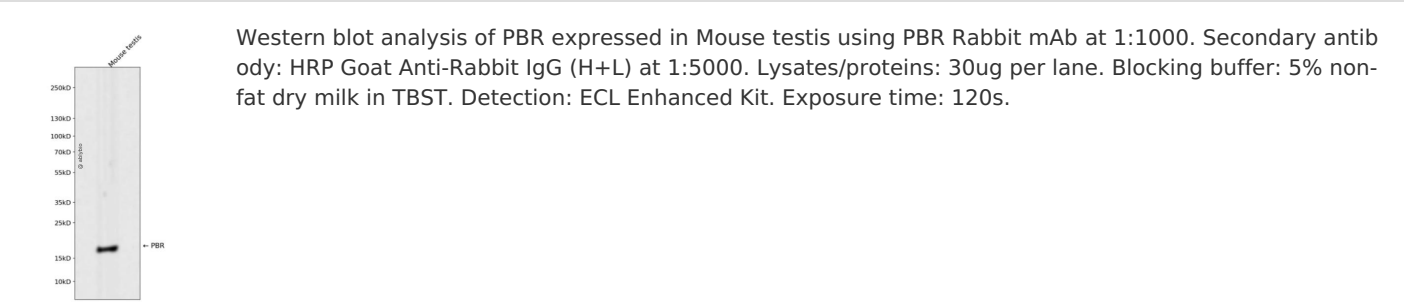 Mouse testis
Western blot analysis of PBR expressed in Mouse testis using PBR Rabbit mAb at 1:1000. Secondary antib
ody: HRP Goat Anti-Rabbit IgG (H+L) at 1:5000. Lysates/proteins: 30ug per lane. Blocking buffer: 5% non-
fat dry milk in TBST. Detection: ECL Enhanced Kit. Exposure time: 120s.
250kD
130kD
100kD
70kD
@ ablybio
55kD
35kD
25kD
← PBR
15kD
10kD